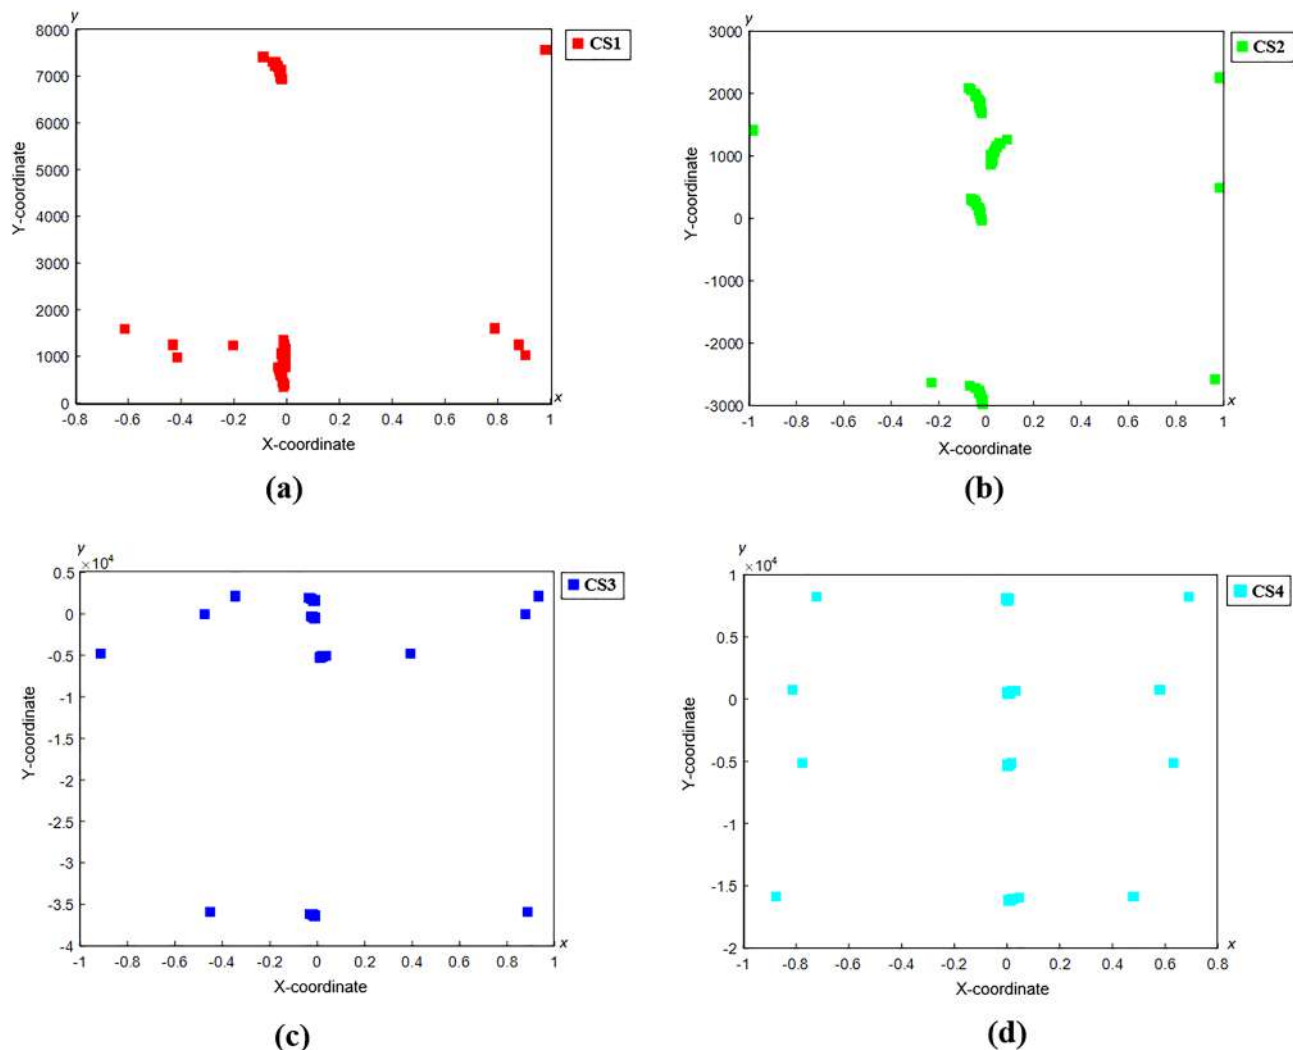 y
8000
7000
6000
5000
4000
3000
2000
1000
0
-0.8 -0.6 -0.4 -0.2 0 0.2 0.4 0.6 0.8 1
x
Y-coordinate
X-coordinate
CS1
(a)
y
3000
2000
1000
0
-1000
-2000
-3000
-1 -0.8 -0.6 -0.4 -0.2 0 0.2 0.4 0.6 0.8 1
x
Y-coordinate
X-coordinate
CS2
(b)
y
×10⁴
0.5
0
-0.5
-1
-1.5
-2
-2.5
-3
-3.5
-4
-1 -0.8 -0.6 -0.4 -0.2 0 0.2 0.4 0.6 0.8 1
x
Y-coordinate
X-coordinate
CS3
(c)
y
×10⁴
1
0.5
0
-0.5
-1
-1.5
-2
-1 -0.8 -0.6 -0.4 -0.2 0 0.2 0.4 0.6 0.8
x
Y-coordinate
X-coordinate
CS4
(d)